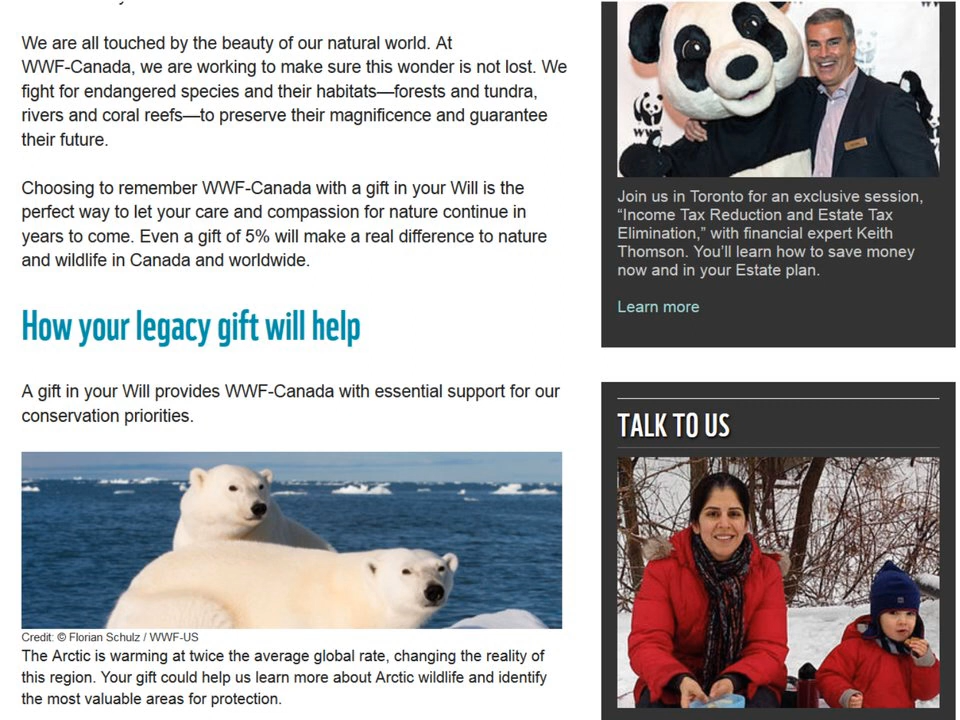 We are all touched by the beauty of our natural world. At
WWF-Canada, we are working to make sure this wonder is not lost. We
fight for endangered species and their habitats—forests and tundra,
rivers and coral reefs—to preserve their magnificence and guarantee
their future.
Choosing to remember WWF-Canada with a gift in your Will is the
perfect way to let your care and compassion for nature continue in
years to come. Even a gift of 5% will make a real difference to nature
and wildlife in Canada and worldwide.
How your legacy gift will help
A gift in your Will provides WWF-Canada with essential support for our
conservation priorities.
Credit: © Florian Schulz / WWF-US
The Arctic is warming at twice the average global rate, changing the reality of
this region. Your gift could help us learn more about Arctic wildlife and identify
the most valuable areas for protection.
Join us in Toronto for an exclusive session,
“Income Tax Reduction and Estate Tax
Elimination,” with financial expert Keith
Thomson. You’ll learn how to save money
now and in your Estate plan.
Learn more
TALK TO US